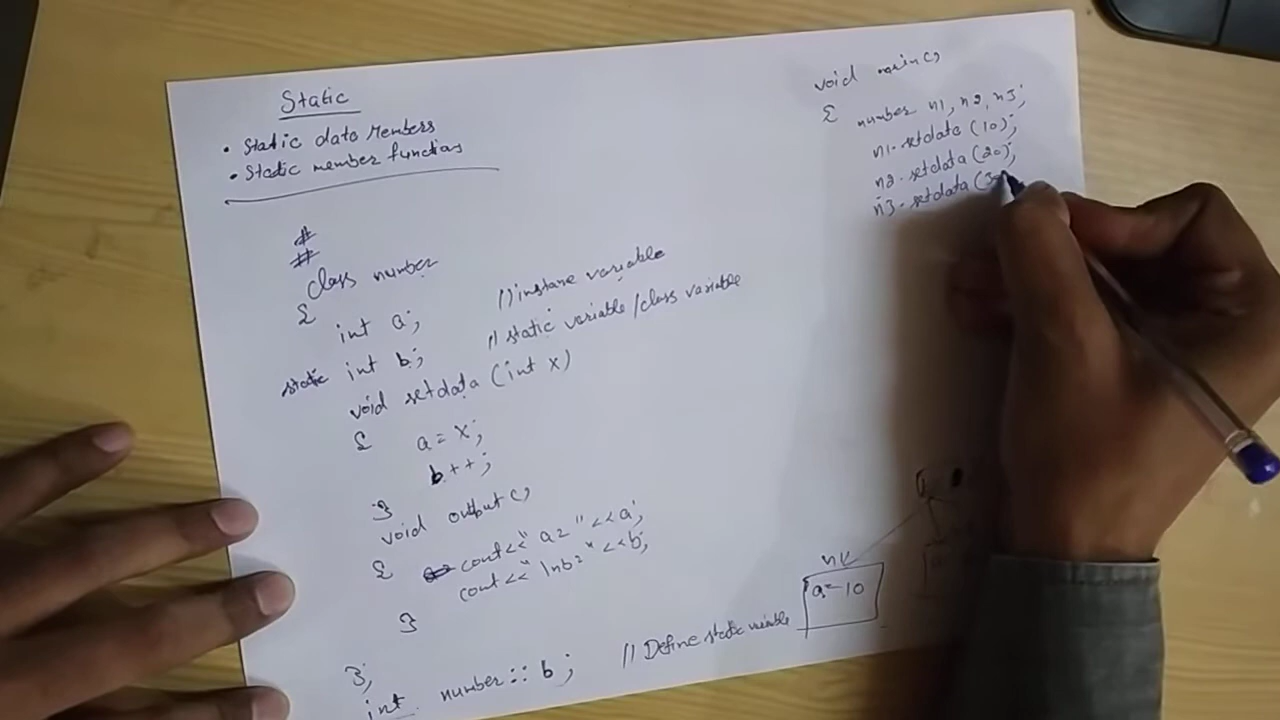 Static
• Static data Members
• Static member functions
#
#
class number
{
int a; // instane variable
static int b; // static variable/class variable
void setdata (int x)
{ a = x;
b++;
}
void output()
{ cout<<"a="<<a;
cout<<"\nb="<<b;
}
};
int number::b; // Define static variable
void main()
{ number n1, n2, n3;
n1.setdata (10);
n2.setdata (20);
n3.setdata (30
a
n1
a=10